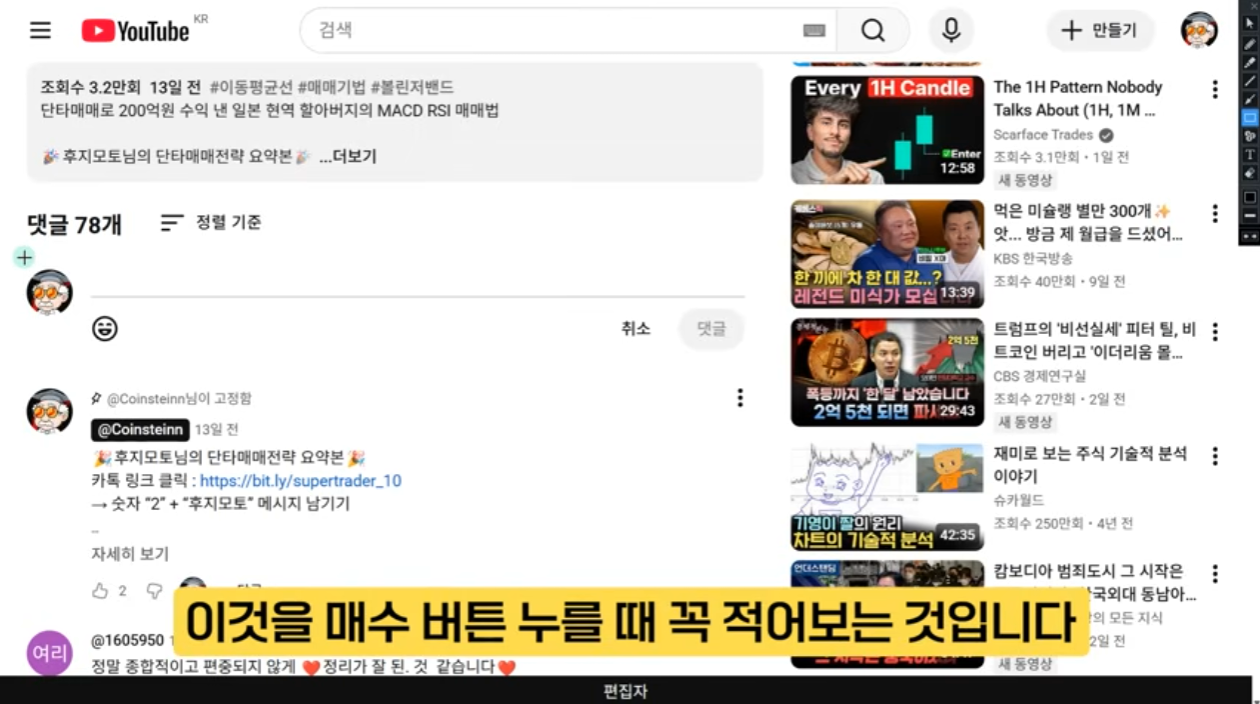 YouTube KR
검색
만들기
조회수 3.2만회 13일 전 #이동평균선 #매매기법 #볼린저밴드
단타매매로 200억원 수익 낸 일본 현역 할아버지의 MACD RSI 매매법
🎉후지모토님의 단타매매전략 요약본🎉 ...더보기
댓글 78개
정렬 기준
취소
댓글
@Coinsteinn님이 고정함
@Coinsteinn 13일 전
🎉후지모토님의 단타매매전략 요약본🎉
카톡 링크 클릭 : https://bit.ly/supertrader_10
→ 숫자 “2” + “후지모토” 메시지 남기기
자세히 보기
2
여리
@1605950
정말 종합적이고 편중되지 않게 ❤️정리가 잘 된. 것 같습니다❤️
이것을 매수 버튼 누를 때 꼭 적어보는 것입니다
편집자
Every 1H Candle
Enter
12:58
The 1H Pattern Nobody
Talks About (1H, 1M ...
Scarface Trades
조회수 3.1만회 • 1일 전
새 동영상
한 끼에 차 한 대 값...?
레전드 미식가 모십
13:39
먹은 미슐랭 별만 300개✨
앗... 방금 제 월급을 드셨어...
KBS 한국방송
조회수 40만회 • 9일 전
2억 5천
폭등까지 '한 달' 남았습니다
2억 5천 되면 파
29:43
트럼프의 '비선실세' 피터 틸, 비
트코인 버리고 '이더리움 몰...
CBS 경제연구실
조회수 27만회 • 2일 전
새 동영상
기영이 짤의 원리
차트의 기술적 분석
42:35
재미로 보는 주식 기술적 분석
이야기
슈카월드
조회수 250만회 • 4년 전
언더스탠딩
캄보디아 범죄도시 그 시작은
국외대 동남아...
의 모든 지식
2일 전
새 동영상